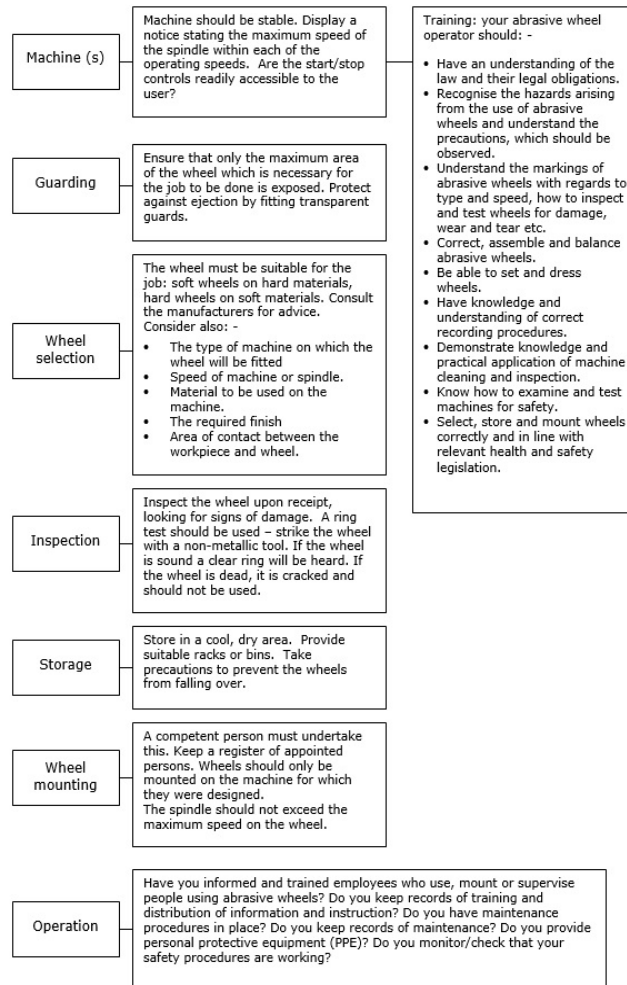 Machine (s)
Machine should be stable. Display a
notice stating the maximum speed of
the spindle within each of the
operating speeds.  Are the start/stop
controls readily accessible to the
user?
Training: your abrasive wheel
operator should: -
• Have an understanding of the
law and their legal obligations.
• Recognise the hazards arising
from the use of abrasive
wheels and understand the
precautions, which should be
observed.
• Understand the markings of
abrasive wheels with regards to
type and speed, how to inspect
and test wheels for damage,
wear and tear etc.
• Correct, assemble and balance
abrasive wheels.
• Be able to set and dress
wheels.
• Have knowledge and
understanding of correct
recording procedures.
• Demonstrate knowledge and
practical application of machine
cleaning and inspection.
• Know how to examine and test
machines for safety.
• Select, store and mount wheels
correctly and in line with
relevant health and safety
legislation.
Guarding
Ensure that only the maximum area
of the wheel which is necessary for
the job to be done is exposed. Protect
against ejection by fitting transparent
guards.
Wheel
selection
The wheel must be suitable for the
job: soft wheels on hard materials,
hard wheels on soft materials. Consult
the manufacturers for advice.
Consider also: -
• The type of machine on which the
wheel will be fitted
• Speed of machine or spindle.
• Material to be used on the
machine.
• The required finish
• Area of contact between the
workpiece and wheel.
Inspection
Inspect the wheel upon receipt,
looking for signs of damage.  A ring
test should be used – strike the wheel
with a non-metallic tool. If the wheel
is sound a clear ring will be heard. If
the wheel is dead, it is cracked and
should not be used.
Storage
Store in a cool, dry area.  Provide
suitable racks or bins.  Take
precautions to prevent the wheels
from falling over.
Wheel
mounting
A competent person must undertake
this. Keep a register of appointed
persons. Wheels should only be
mounted on the machine for which
they were designed.
The spindle should not exceed the
maximum speed on the wheel.
Operation
Have you informed and trained employees who use, mount or supervise
people using abrasive wheels? Do you keep records of training and
distribution of information and instruction? Do you have maintenance
procedures in place? Do you keep records of maintenance? Do you provide
personal protective equipment (PPE)? Do you monitor/check that your
safety procedures are working?